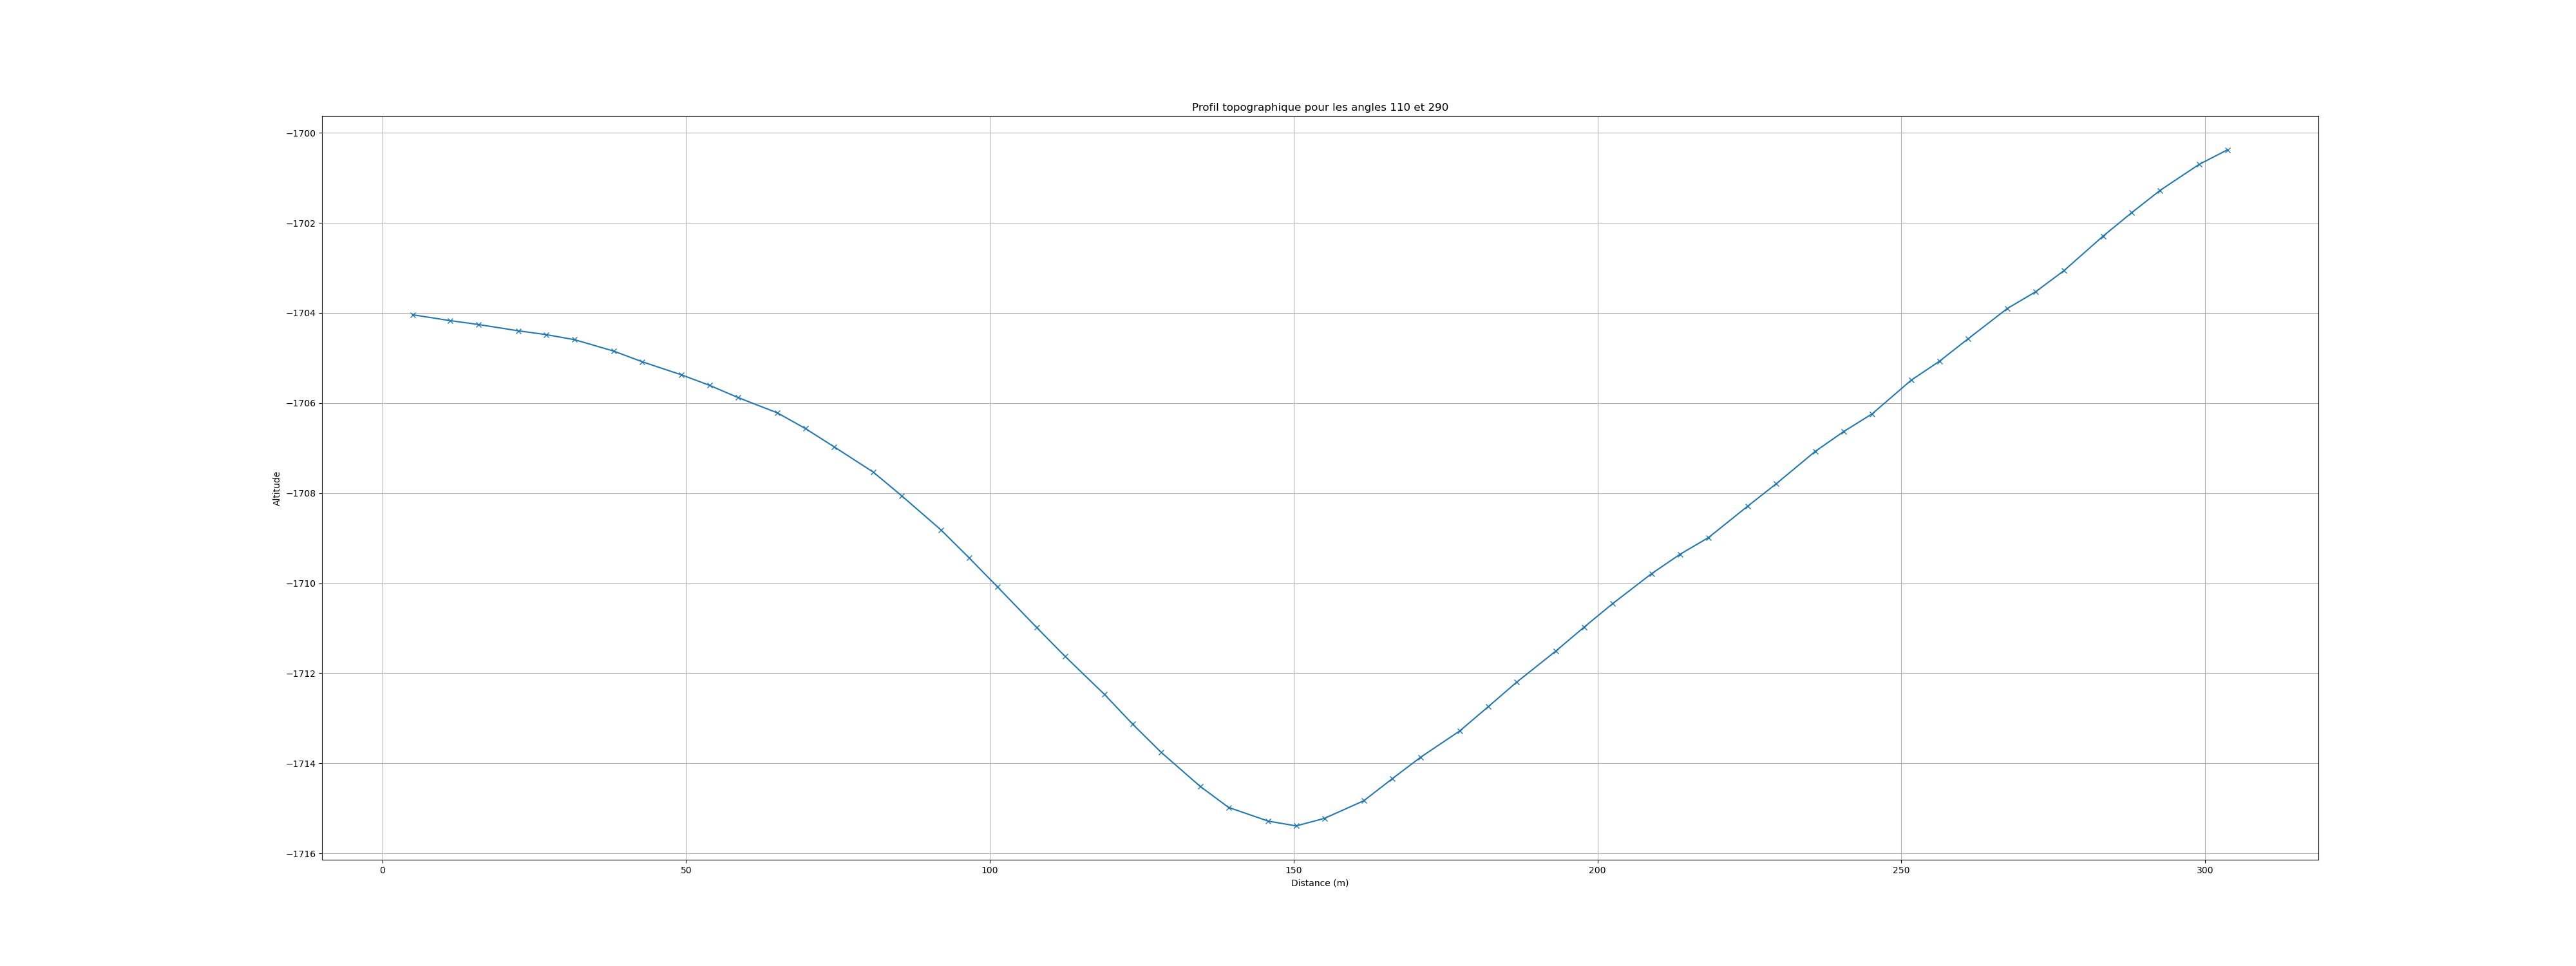 Profil topographique pour les angles 110 et 290
−1700
−1702
−1704
−1706
−1708
−1710
−1712
−1714
−1716
Altitude
0 50 100 150 200 250 300
Distance (m)